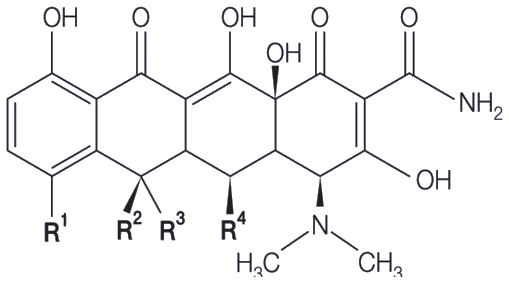 OH O OH OH O O
NH₂
OH
R¹ R² R³ R⁴ N
H₃C CH₃